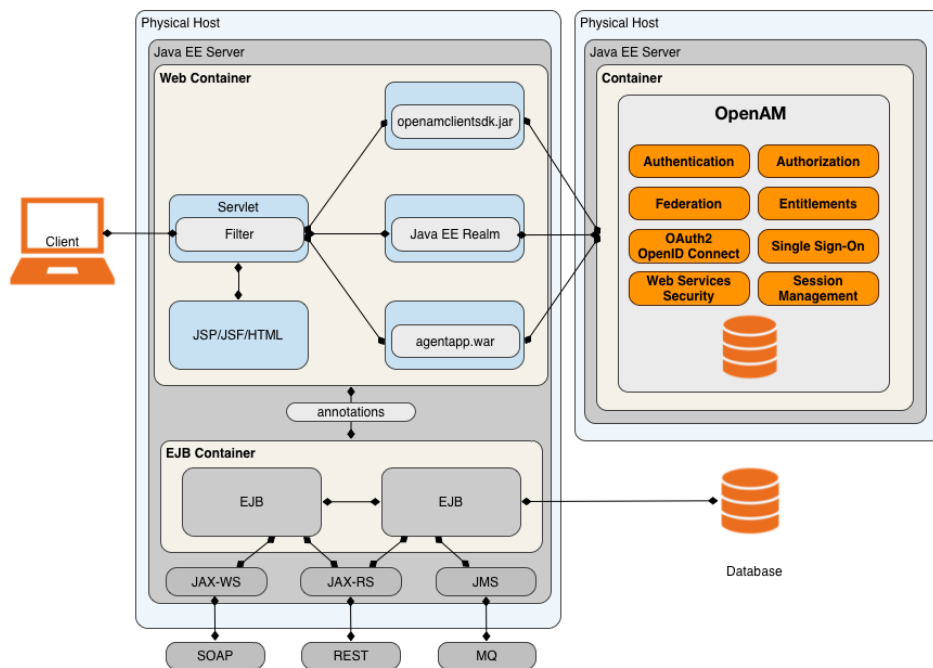 Physical Host
Java EE Server
Web Container
openamclientsdk.jar
Servlet
Filter
Java EE Realm
JSP/JSF/HTML
agentapp.war
Client
annotations
EJB Container
EJB
EJB
JAX-WS
JAX-RS
JMS
SOAP
REST
MQ
Physical Host
Java EE Server
Container
OpenAM
Authentication
Authorization
Federation
Entitlements
OAuth2
OpenID Connect
Single Sign-On
Web Services
Security
Session
Management
Database